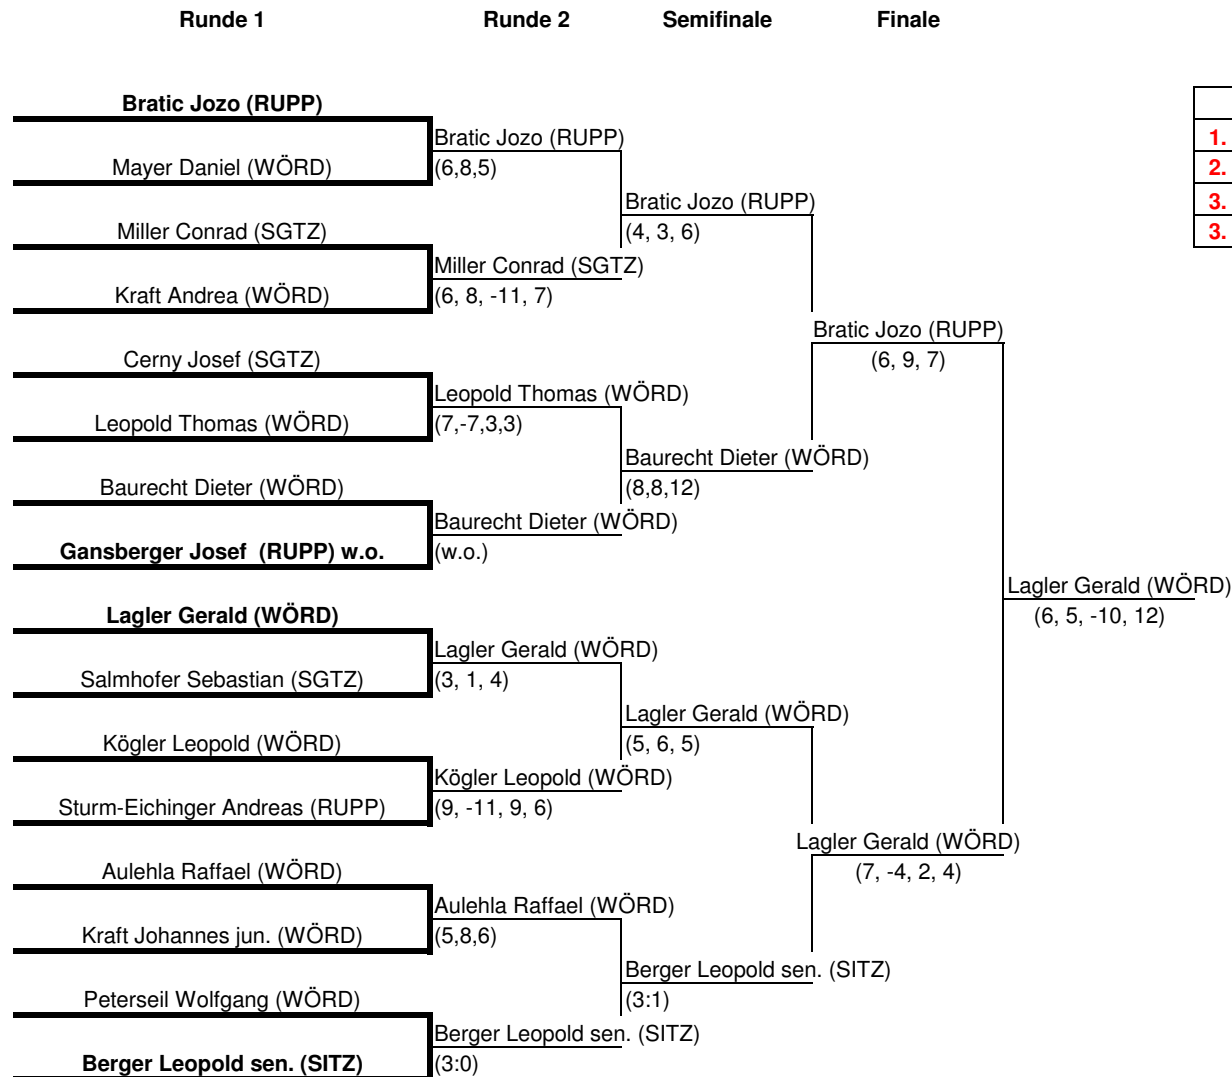 Runde 1 Runde 2 Semifinale Finale
Bratic Jozo (RUPP)
Bratic Jozo (RUPP)
1.
Mayer Daniel (WÖRD) (6,8,5)
2.
Bratic Jozo (RUPP)
3.
Miller Conrad (SGTZ) (4, 3, 6)
3.
Miller Conrad (SGTZ)
Kraft Andrea (WÖRD) (6, 8, -11, 7)
Bratic Jozo (RUPP)
Cerny Josef (SGTZ) (6, 9, 7)
Leopold Thomas (WÖRD)
Leopold Thomas (WÖRD) (7,-7,3,3)
Baurecht Dieter (WÖRD)
Baurecht Dieter (WÖRD) (8,8,12)
Baurecht Dieter (WÖRD)
Gansberger Josef (RUPP) w.o. (w.o.)
Lagler Gerald (WÖRD)
Lagler Gerald (WÖRD) (6, 5, -10, 12)
Lagler Gerald (WÖRD)
Salmhofer Sebastian (SGTZ) (3, 1, 4)
Lagler Gerald (WÖRD)
Kögler Leopold (WÖRD) (5, 6, 5)
Kögler Leopold (WÖRD)
Sturm-Eichinger Andreas (RUPP) (9, -11, 9, 6)
Lagler Gerald (WÖRD)
Aulehla Raffael (WÖRD) (7, -4, 2, 4)
Aulehla Raffael (WÖRD)
Kraft Johannes jun. (WÖRD) (5,8,6)
Berger Leopold sen. (SITZ)
Peterseil Wolfgang (WÖRD) (3:1)
Berger Leopold sen. (SITZ)
Berger Leopold sen. (SITZ) (3:0)